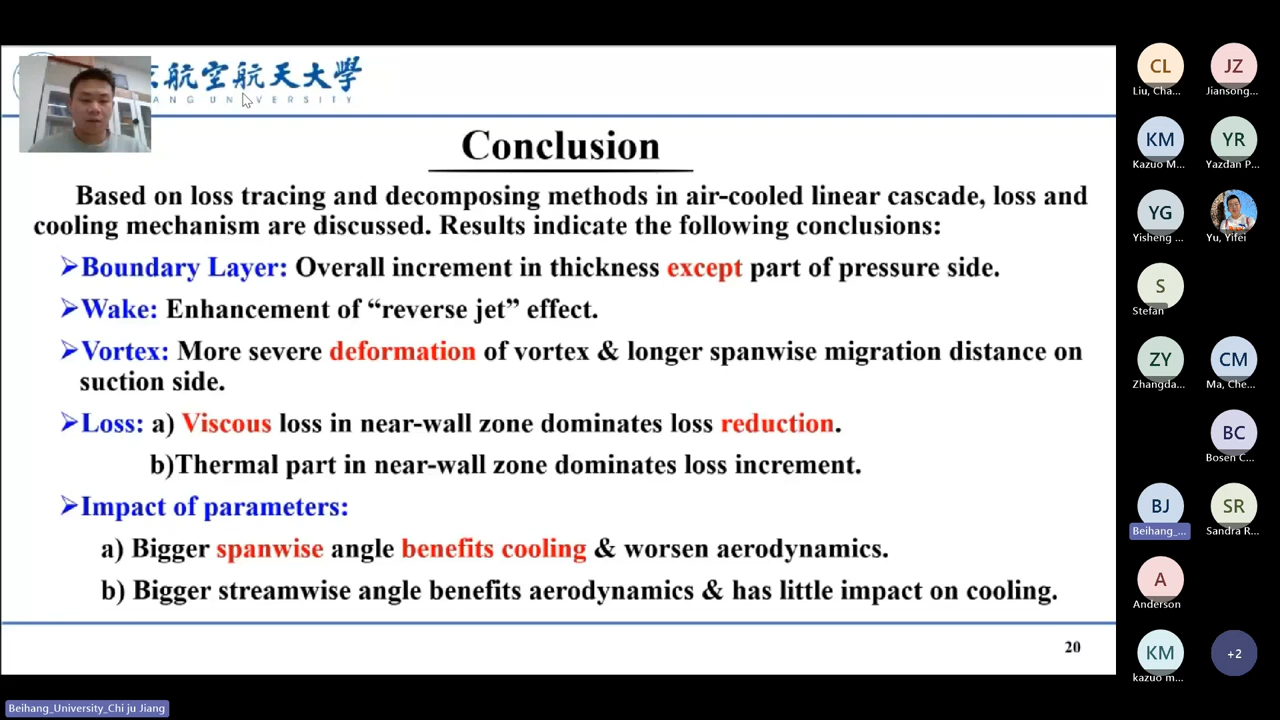 航空航天大學
ANG UNIVERSITY
Conclusion
Based on loss tracing and decomposing methods in air-cooled linear cascade, loss and
cooling mechanism are discussed. Results indicate the following conclusions:
➢Boundary Layer: Overall increment in thickness except part of pressure side.
➢Wake: Enhancement of “reverse jet” effect.
➢Vortex: More severe deformation of vortex & longer spanwise migration distance on
suction side.
➢Loss: a) Viscous loss in near-wall zone dominates loss reduction.
b)Thermal part in near-wall zone dominates loss increment.
➢Impact of parameters:
a) Bigger spanwise angle benefits cooling & worsen aerodynamics.
b) Bigger streamwise angle benefits aerodynamics & has little impact on cooling.
20
Beihang_University_Chi ju Jiang
CL
Liu, Cha...
JZ
Jiansong...
KM
Kazuo M...
YR
Yazdan P...
YG
Yisheng ...
Yu, Yifei
S
Stefan
ZY
Zhangda...
CM
Ma, Che...
BC
Bosen C...
BJ
Beihang_...
SR
Sandra R...
A
Anderson
KM
kazuo m...
+2